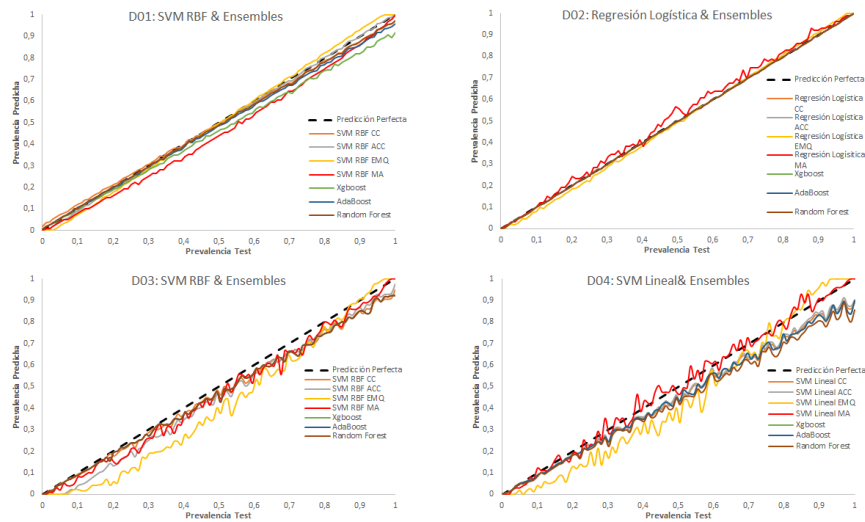 D01: SVM RBF & Ensembles
Prevalencia Predicha
1
0,9
0,8
0,7
0,6
0,5
0,4
0,3
0,2
0,1
0
Predicción Perfecta
SVM RBF CC
SVM RBF ACC
SVM RBF EMQ
SVM RBF MA
Xgboost
AdaBoost
Random Forest
0 0,1 0,2 0,3 0,4 0,5 0,6 0,7 0,8 0,9 1
Prevalencia Test
D02: Regresión Logística & Ensembles
Prevalencia Predicha
1
0,9
0,8
0,7
0,6
0,5
0,4
0,3
0,2
0,1
0
Predicción Perfecta
Regresión Logística
CC
Regresión Logística
ACC
Regresión Logística
EMQ
Regresión Logísitica
MA
Xgboost
AdaBoost
Random Forest
0 0,1 0,2 0,3 0,4 0,5 0,6 0,7 0,8 0,9 1
Prevalencia Test
D03: SVM RBF & Ensembles
Prevalencia Predicha
1
0,9
0,8
0,7
0,6
0,5
0,4
0,3
0,2
0,1
0
Predicción Perfecta
SVM RBF CC
SVM RBF ACC
SVM RBF EMQ
SVM RBF MA
Xgboost
AdaBoost
Random Forest
0 0,1 0,2 0,3 0,4 0,5 0,6 0,7 0,8 0,9 1
Prevalencia Test
D04: SVM Lineal& Ensembles
Prevalencia Predicha
1
0,9
0,8
0,7
0,6
0,5
0,4
0,3
0,2
0,1
0
Predicción Perfecta
SVM Lineal CC
SVM Lineal ACC
SVM Lineal EMQ
SVM Lineal MA
Xgboost
AdaBoost
Random Forest
0 0,1 0,2 0,3 0,4 0,5 0,6 0,7 0,8 0,9 1
Prevalencia Test